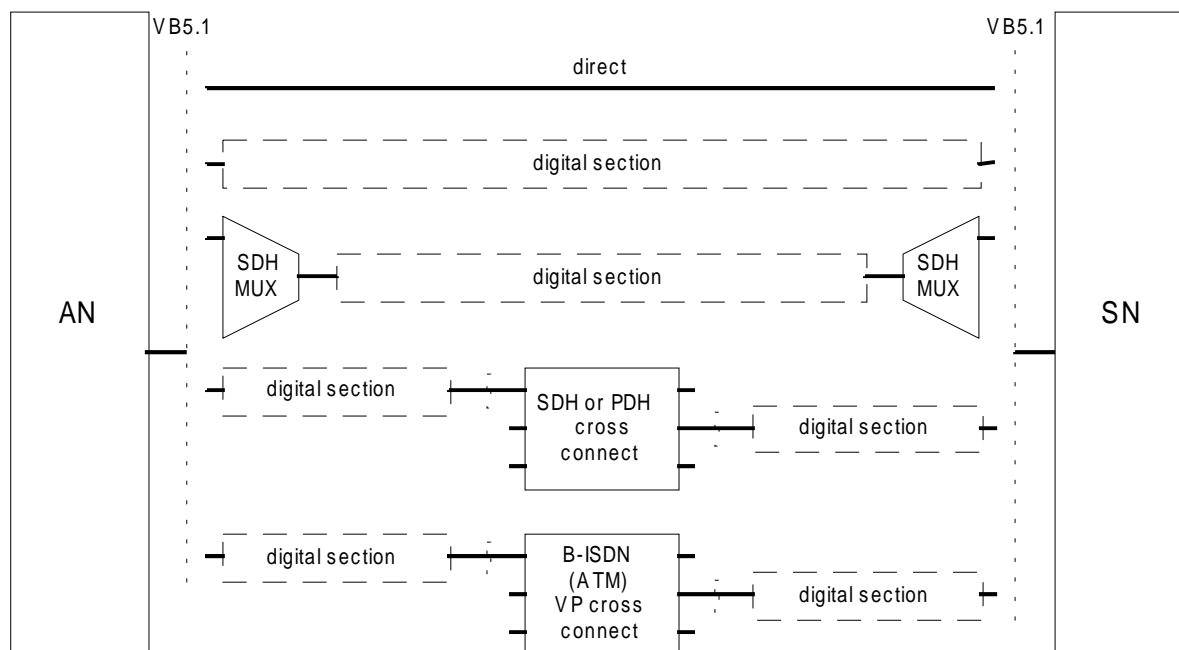 VB5.1
VB5.1
direct
digital section
SDH
MUX
digital section
SDH
MUX
AN
SN
digital section
SDH or PDH
cross
connect
digital section
digital section
B-ISDN
(ATM)
VP cross
connect
digital section